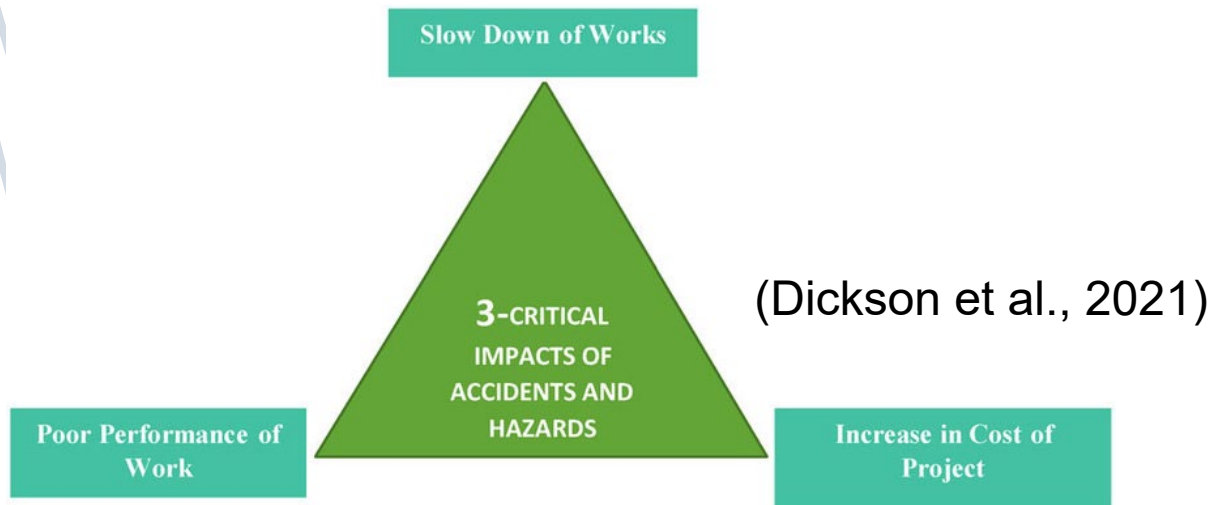 Slow Down of Works
3-CRITICAL
IMPACTS OF
ACCIDENTS AND
HAZARDS
(Dickson et al., 2021)
Poor Performance of
Work
Increase in Cost of
Project